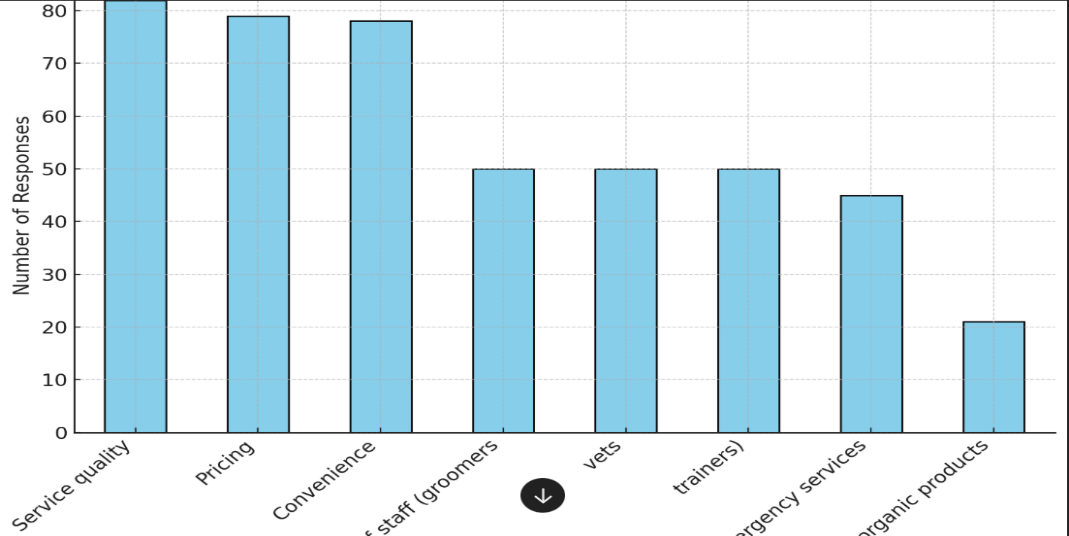 80
70
60
50
40
30
20
10
0
Number of Responses
Service quality
Pricing
Convenience
staff (groomers
vets
trainers)
services
organic products